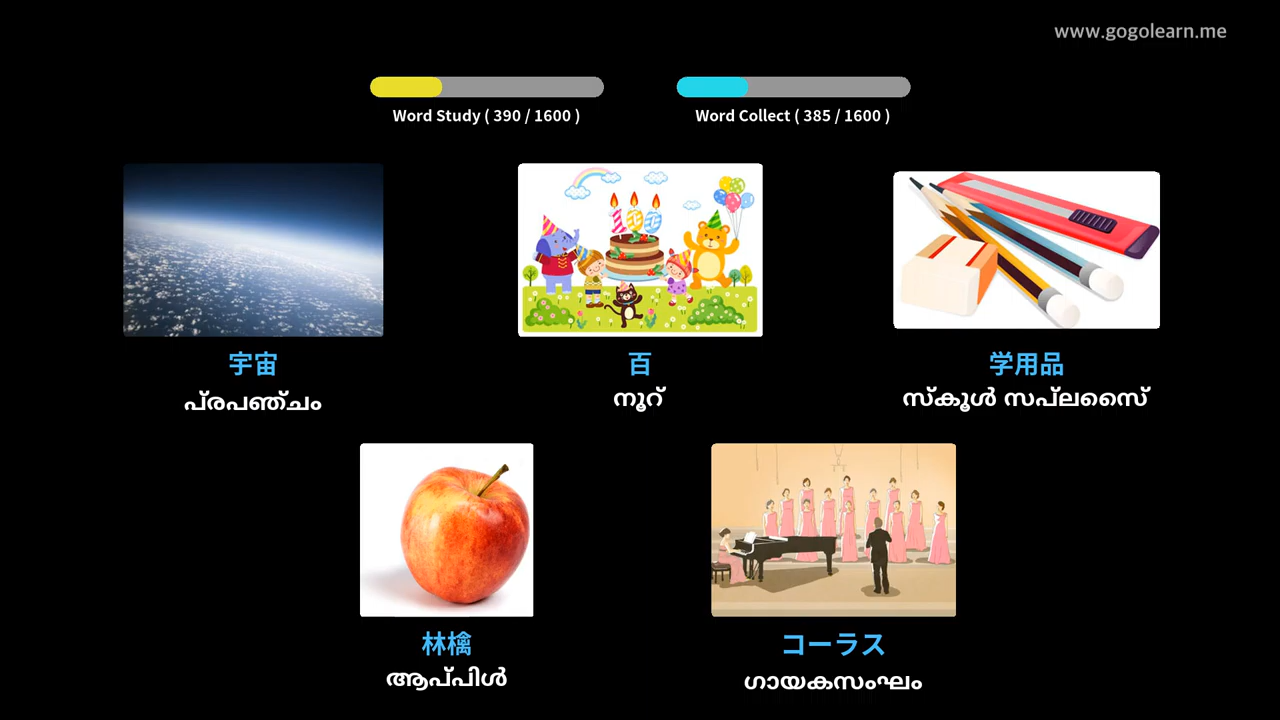 www.gogolearn.me
Word Study ( 390 / 1600 )
Word Collect ( 385 / 1600 )
100
宇宙
പ്രപഞ്ചം
百
നൂറ്
学用品
സ്കൂൾ സപ്ലൈസ്
林檎
ആപ്പിൾ
コーラス
ഗായകസംഘം